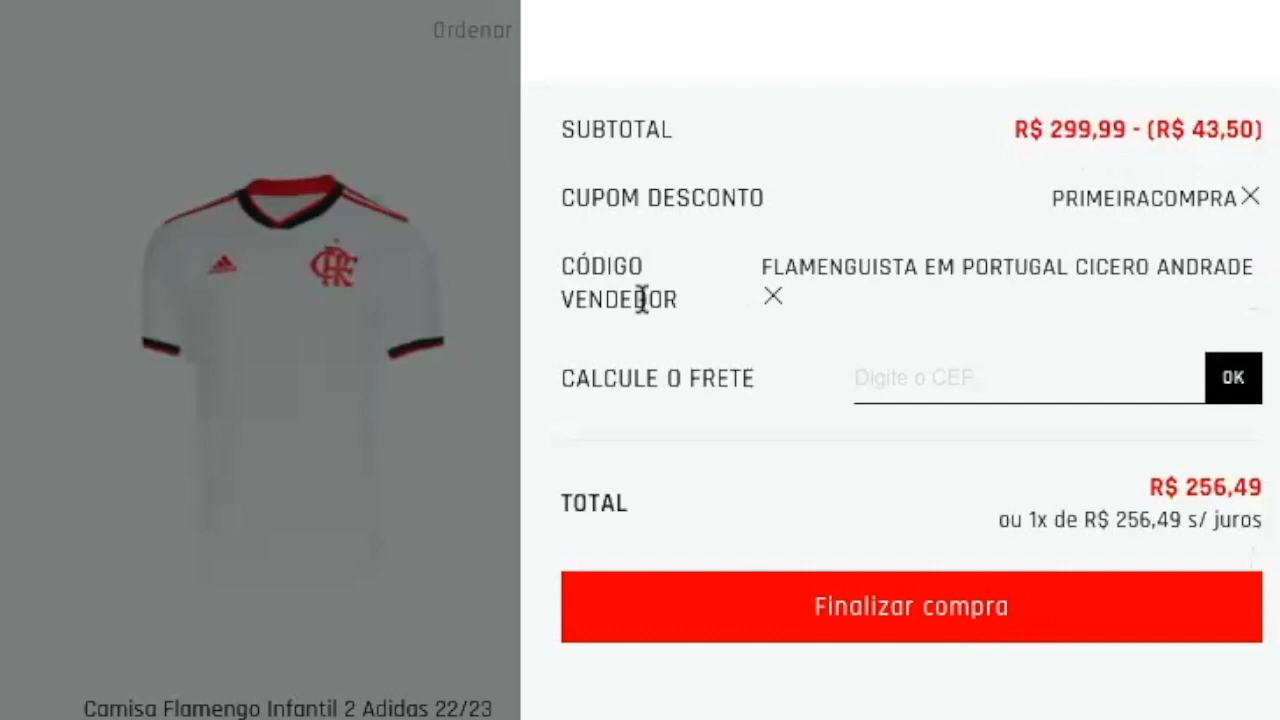 Ordenar
SUBTOTAL
R$ 299,99 - (R$ 43,50)
CUPOM DESCONTO
PRIMEIRACOMPRA
CÓDIGO
VENDEDOR
FLAMENGUISTA EM PORTUGAL CICERO ANDRADE
CALCULE O FRETE
Digite o CEP
OK
TOTAL
R$ 256,49
ou 1x de R$ 256,49 s/ juros
Finalizar compra
Camisa Flamengo Infantil 2 Adidas 22/23